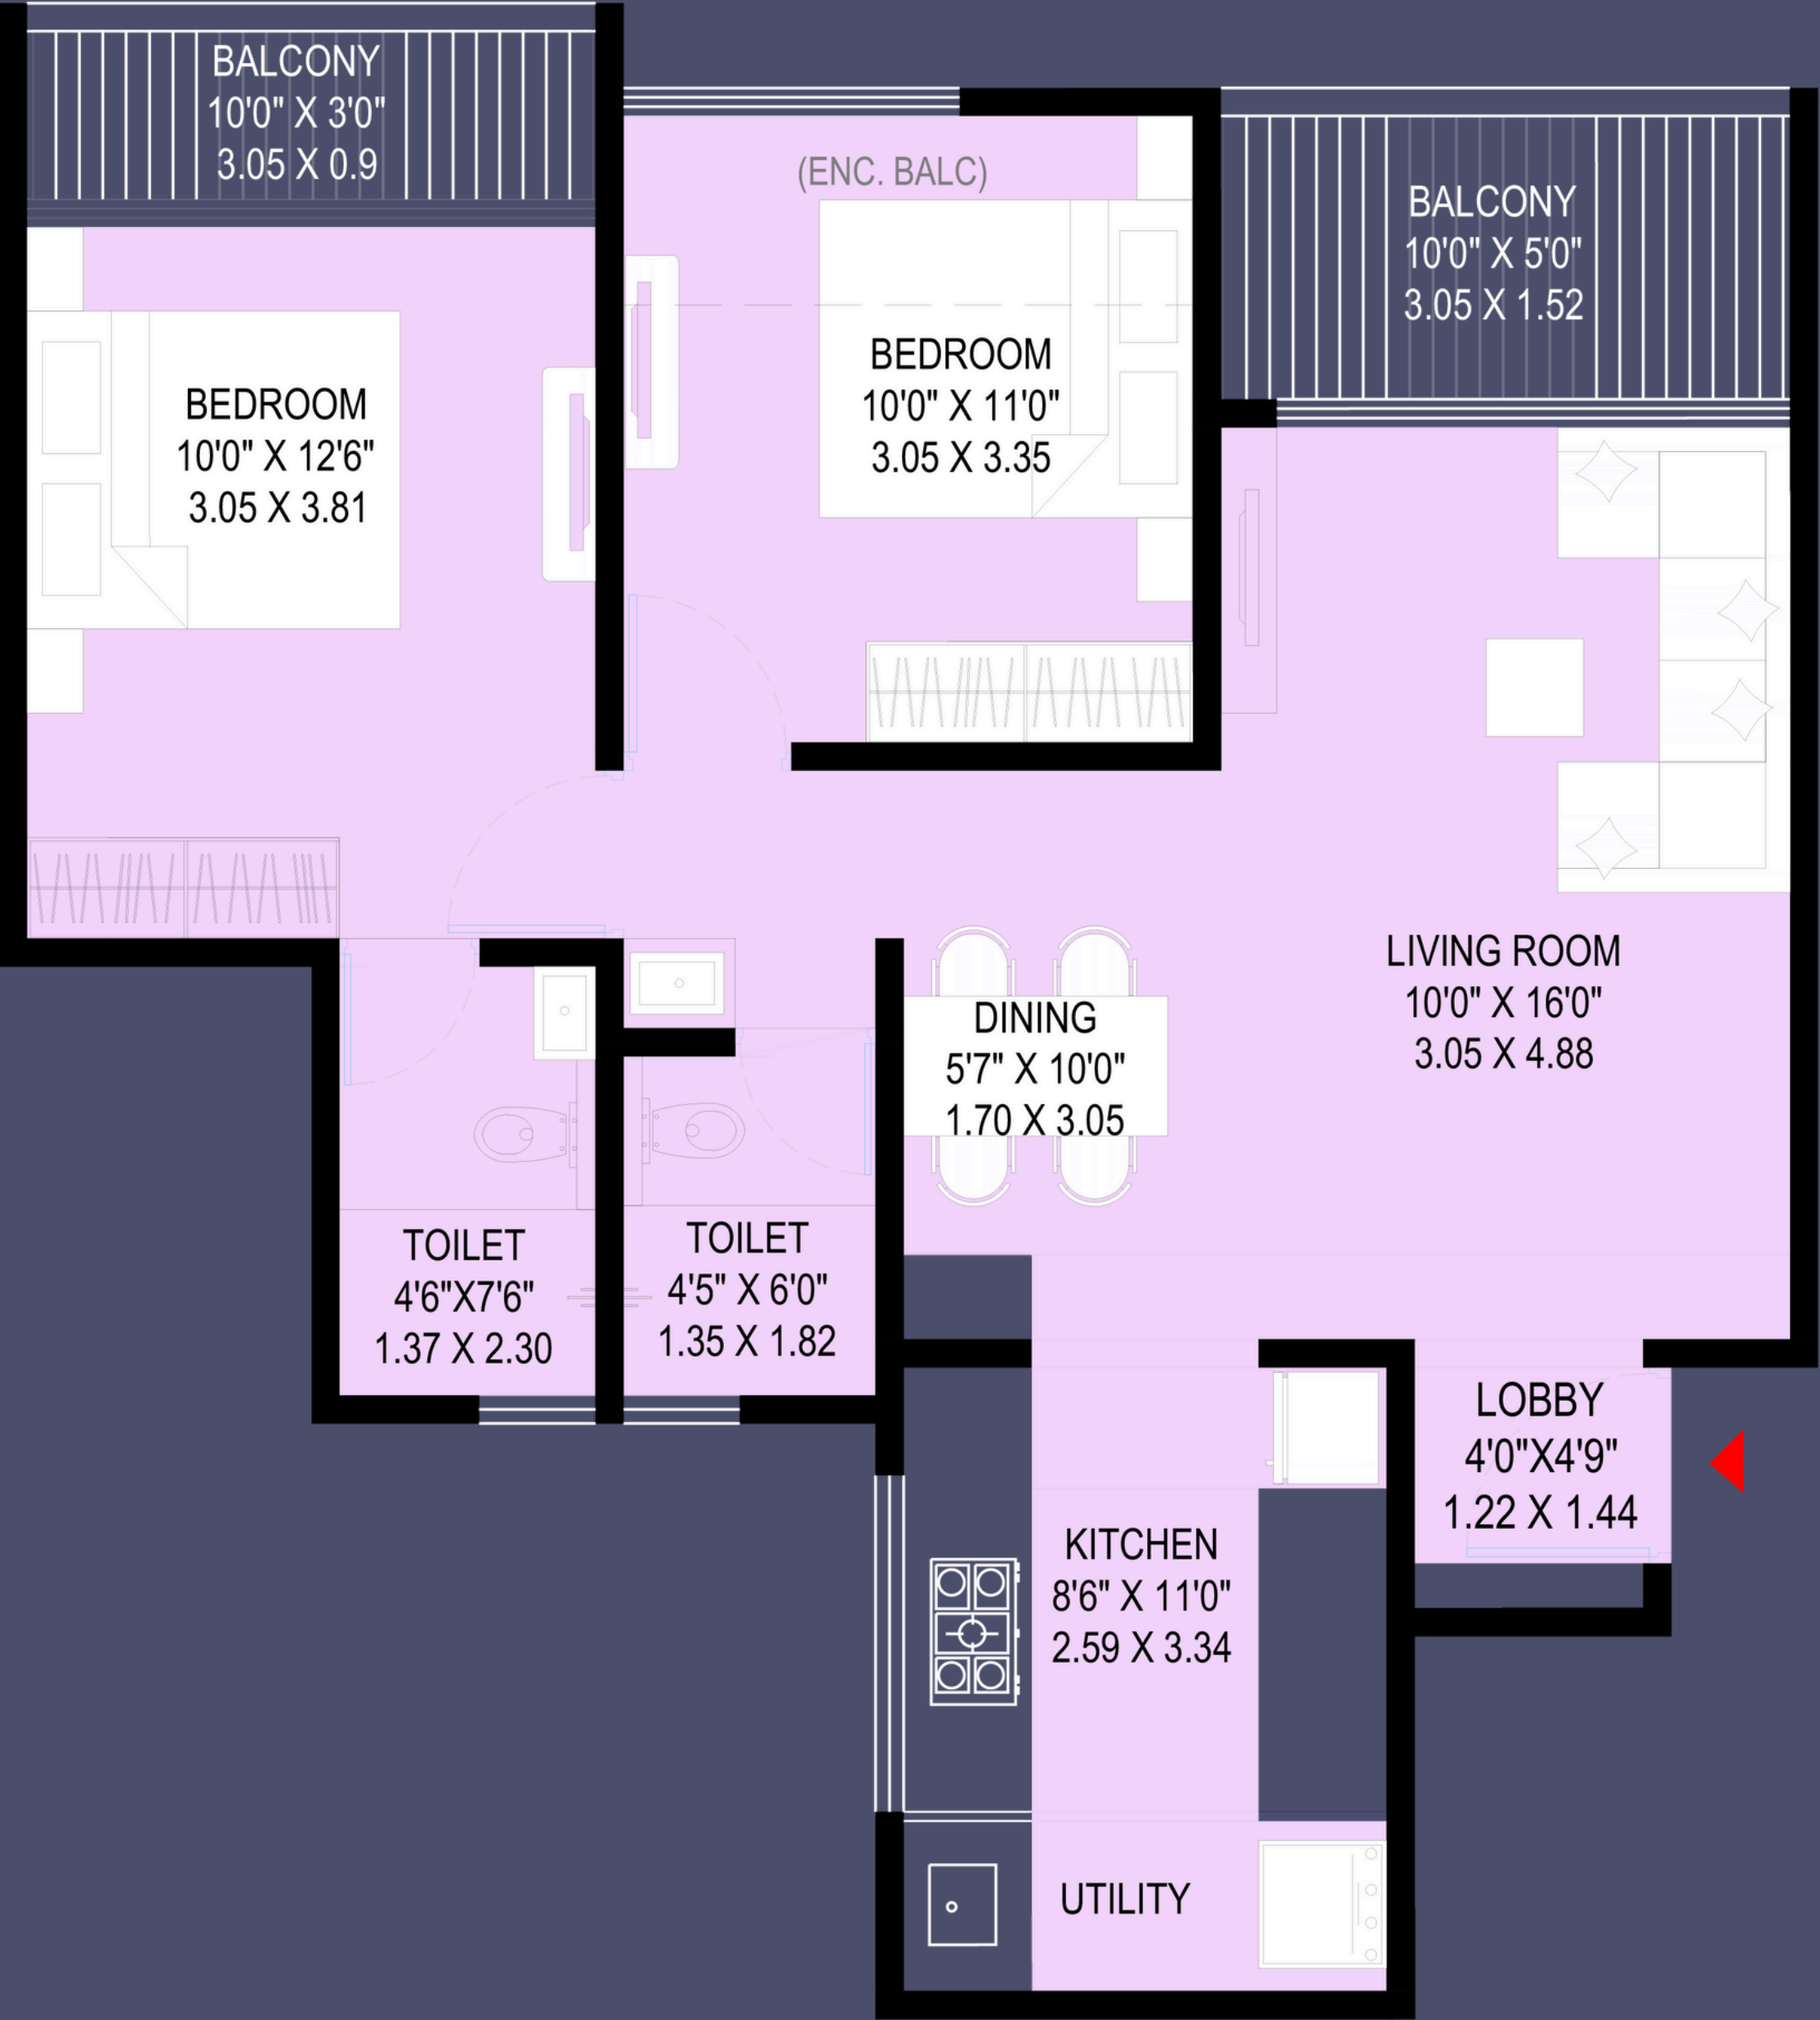 BALCONY
10'0" X 3'0"
3.05 X 0.9
(ENC. BALC)
BALCONY
10'0" X 5'0"
3.05 X 1.52
BEDROOM
10'0" X 11'0"
3.05 X 3.35
BEDROOM
10'0" X 12'6"
3.05 X 3.81
LIVING ROOM
10'0" X 16'0"
3.05 X 4.88
DINING
5'7" X 10'0"
1.70 X 3.05
TOILET
4'6"X7'6"
1.37 X 2.30
TOILET
4'5" X 6'0"
1.35 X 1.82
LOBBY
4'0"X4'9"
1.22 X 1.44
KITCHEN
8'6" X 11'0"
2.59 X 3.34
UTILITY